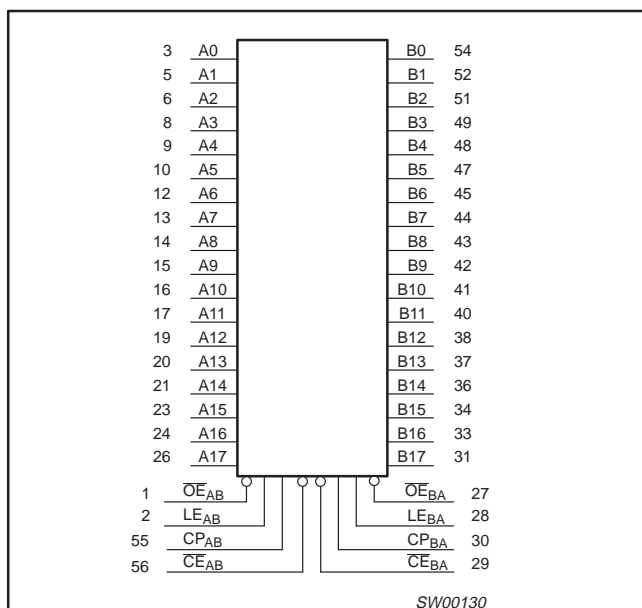 3 A0 B0 54
5 A1 B1 52
6 A2 B2 51
8 A3 B3 49
9 A4 B4 48
10 A5 B5 47
12 A6 B6 45
13 A7 B7 44
14 A8 B8 43
15 A9 B9 42
16 A10 B10 41
17 A11 B11 40
19 A12 B12 38
20 A13 B13 37
21 A14 B14 36
23 A15 B15 34
24 A16 B16 33
26 A17 B17 31
1 O̅E̅AB O̅E̅BA 27
2 LEAB LEBA 28
55 CPAB CPBA 30
56 C̅E̅AB C̅E̅BA 29
SW00130